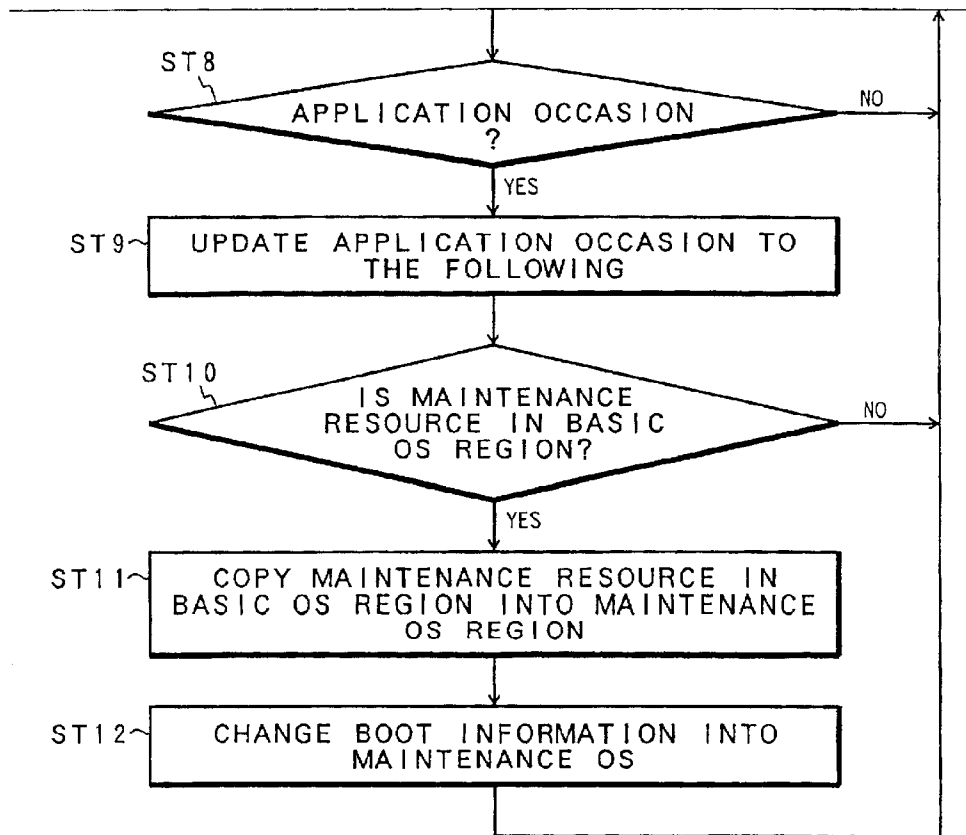 ST8
APPLICATION OCCASION
?
NO
YES
ST9
UPDATE APPLICATION OCCASION TO
THE FOLLOWING
ST10
IS MAINTENANCE
RESOURCE IN BASIC
OS REGION?
NO
YES
ST11
COPY MAINTENANCE RESOURCE IN
BASIC OS REGION INTO MAINTENANCE
OS REGION
ST12
CHANGE BOOT INFORMATION INTO
MAINTENANCE OS